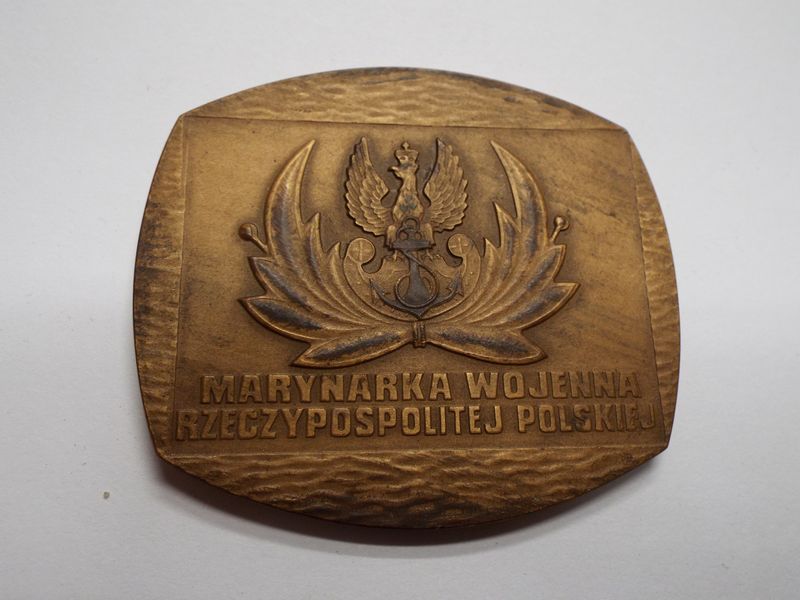 MARYNARKA WOJENNA
RZECZYPOSPOLITEJ POLSKIEJ